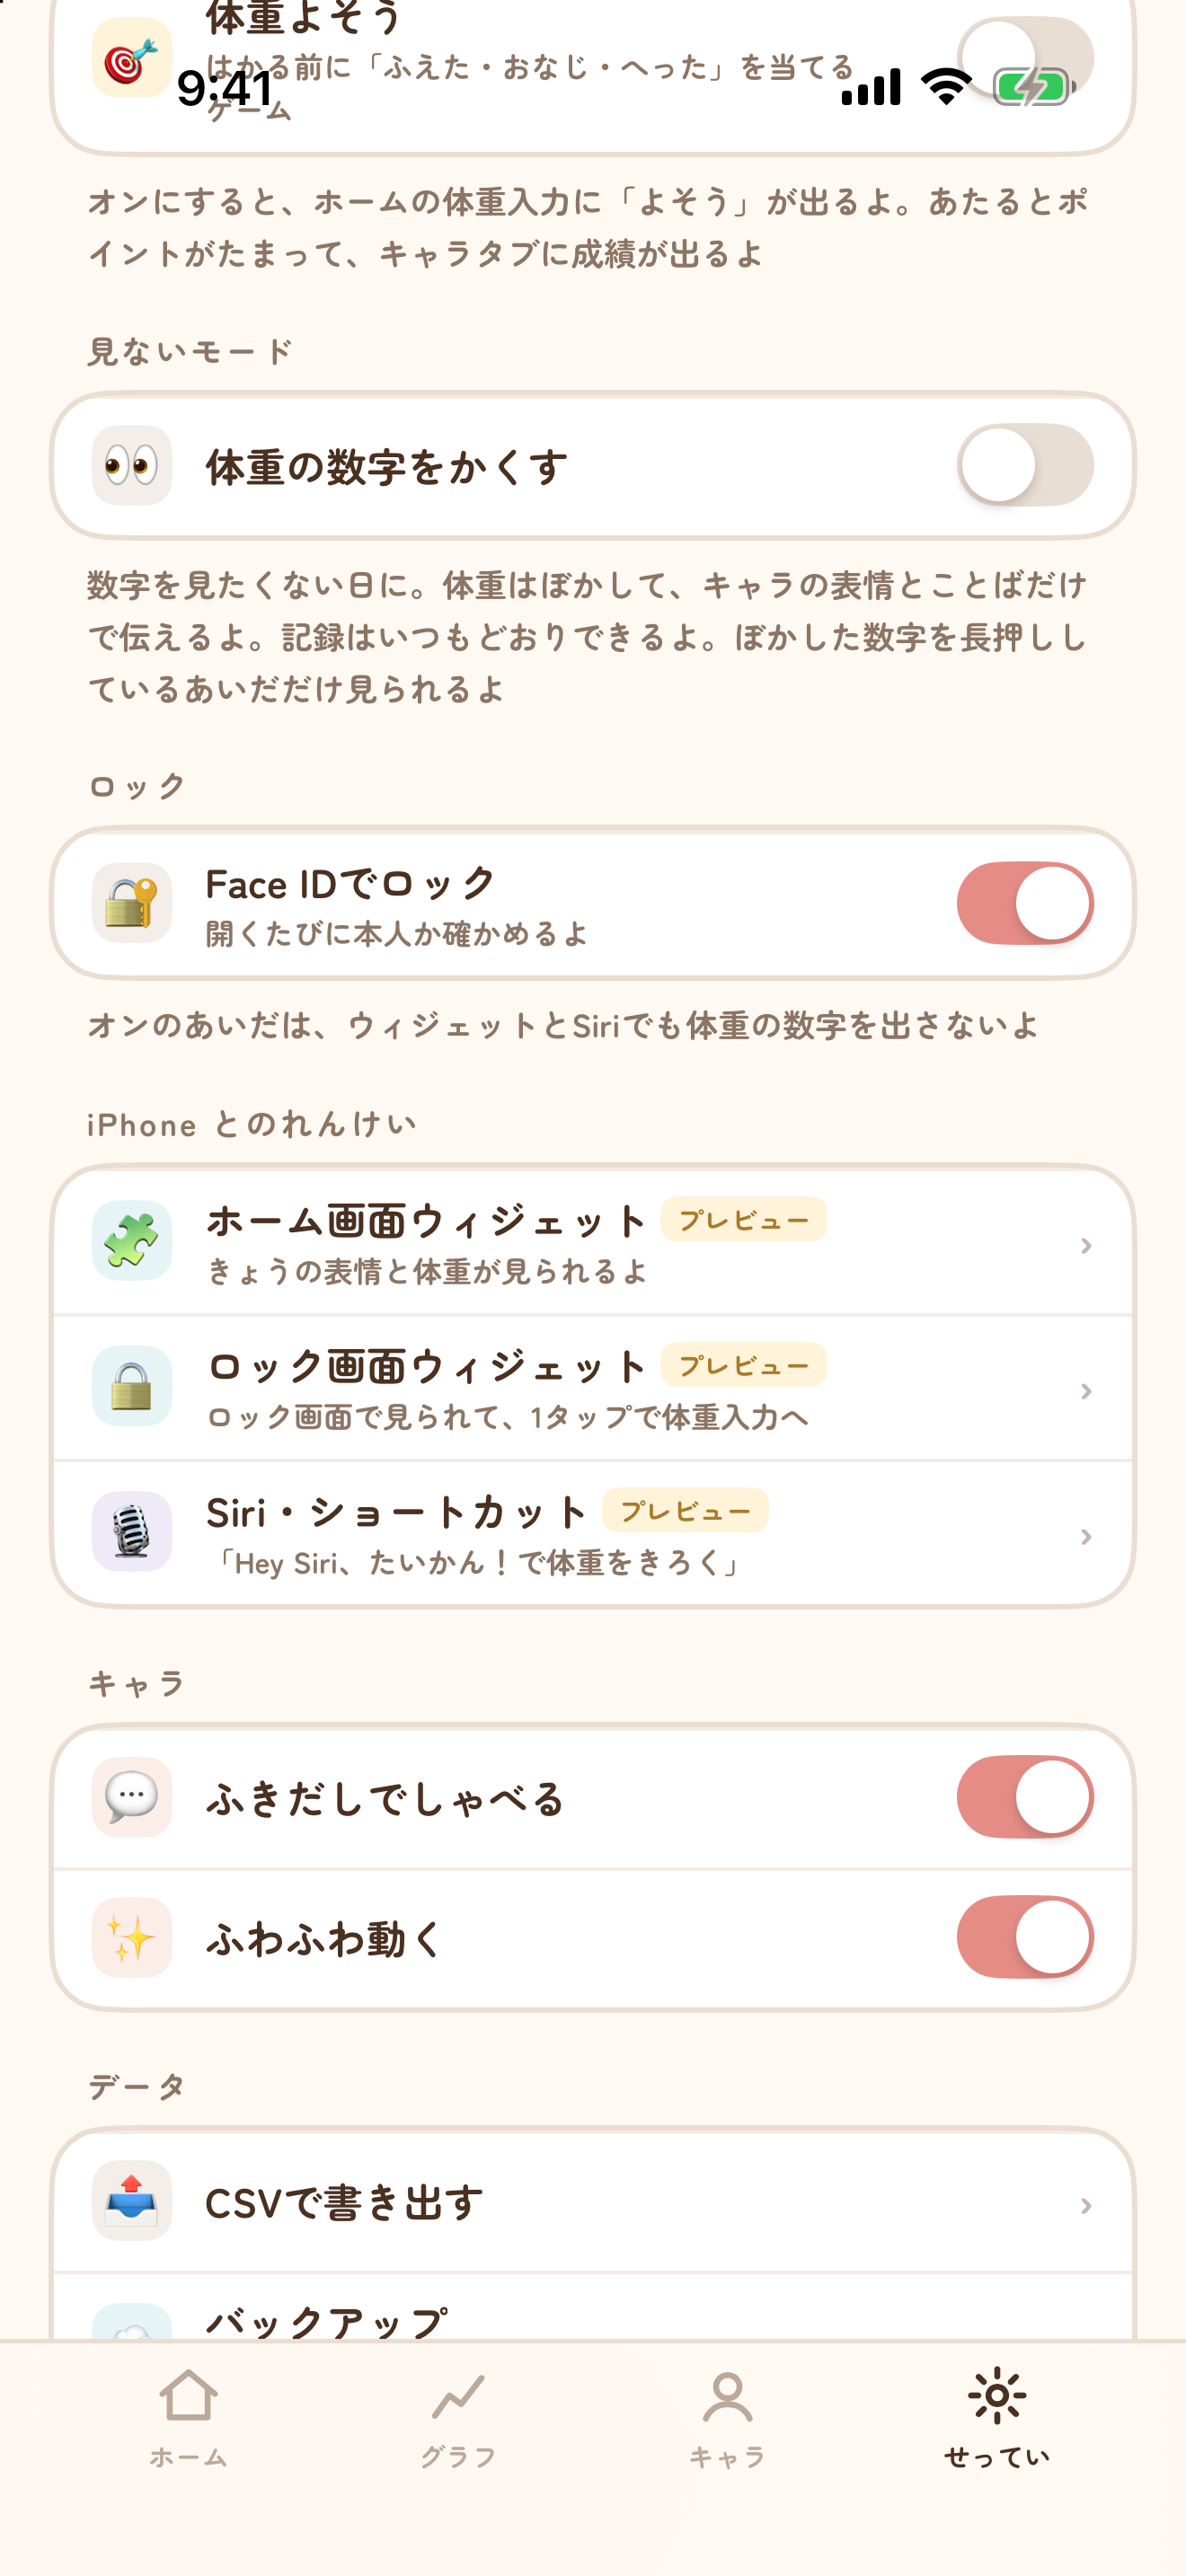 体重よそう
はかる前に「ふえた・おなじ・へった」を当てる
ゲーム
9:41
オンにすると、ホームの体重入力に「よそう」が出るよ。あたるとポ
イントがたまって、キャラタブに成績が出るよ
見ないモード
体重の数字をかくす
数字を見たくない日に。体重はぼかして、キャラの表情とことばだけ
で伝えるよ。記録はいつもどおりできるよ。ぼかした数字を長押しし
ているあいだだけ見られるよ
ロック
Face IDでロック
開くたびに本人か確かめるよ
オンのあいだは、ウィジェットとSiriでも体重の数字を出さないよ
iPhone とのれんけい
ホーム画面ウィジェット プレビュー
きょうの表情と体重が見られるよ
ロック画面ウィジェット プレビュー
ロック画面で見られて、1タップで体重入力へ
Siri・ショートカット プレビュー
「Hey Siri、たいかん！で体重をきろく」
キャラ
ふきだしでしゃべる
ふわふわ動く
データ
CSVで書き出す
バックアップ
ホーム グラフ キャラ せってい